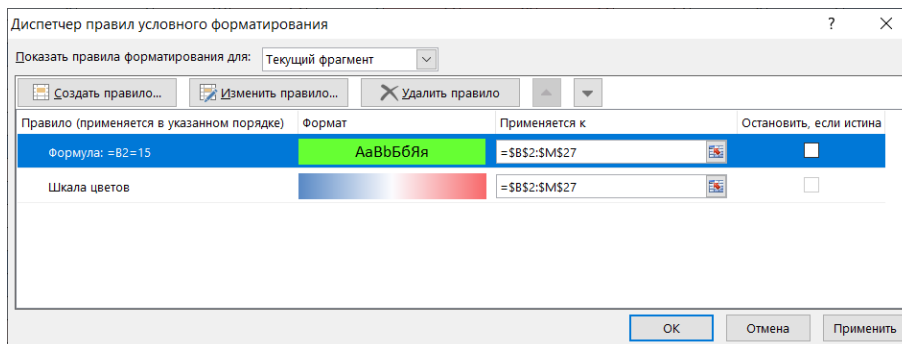 Диспетчер правил условного форматирования ?
Показать правила форматирования для: Текущий фрагмент
Создать правило... Изменить правило... Удалить правило
Правило (применяется в указанном порядке) Формат Применяется к Остановить, если истина
Формула: =B2=15 АаВbБбЯя =$B$2:$M$27
Шкала цветов =$B$2:$M$27
ОК Отмена Применить